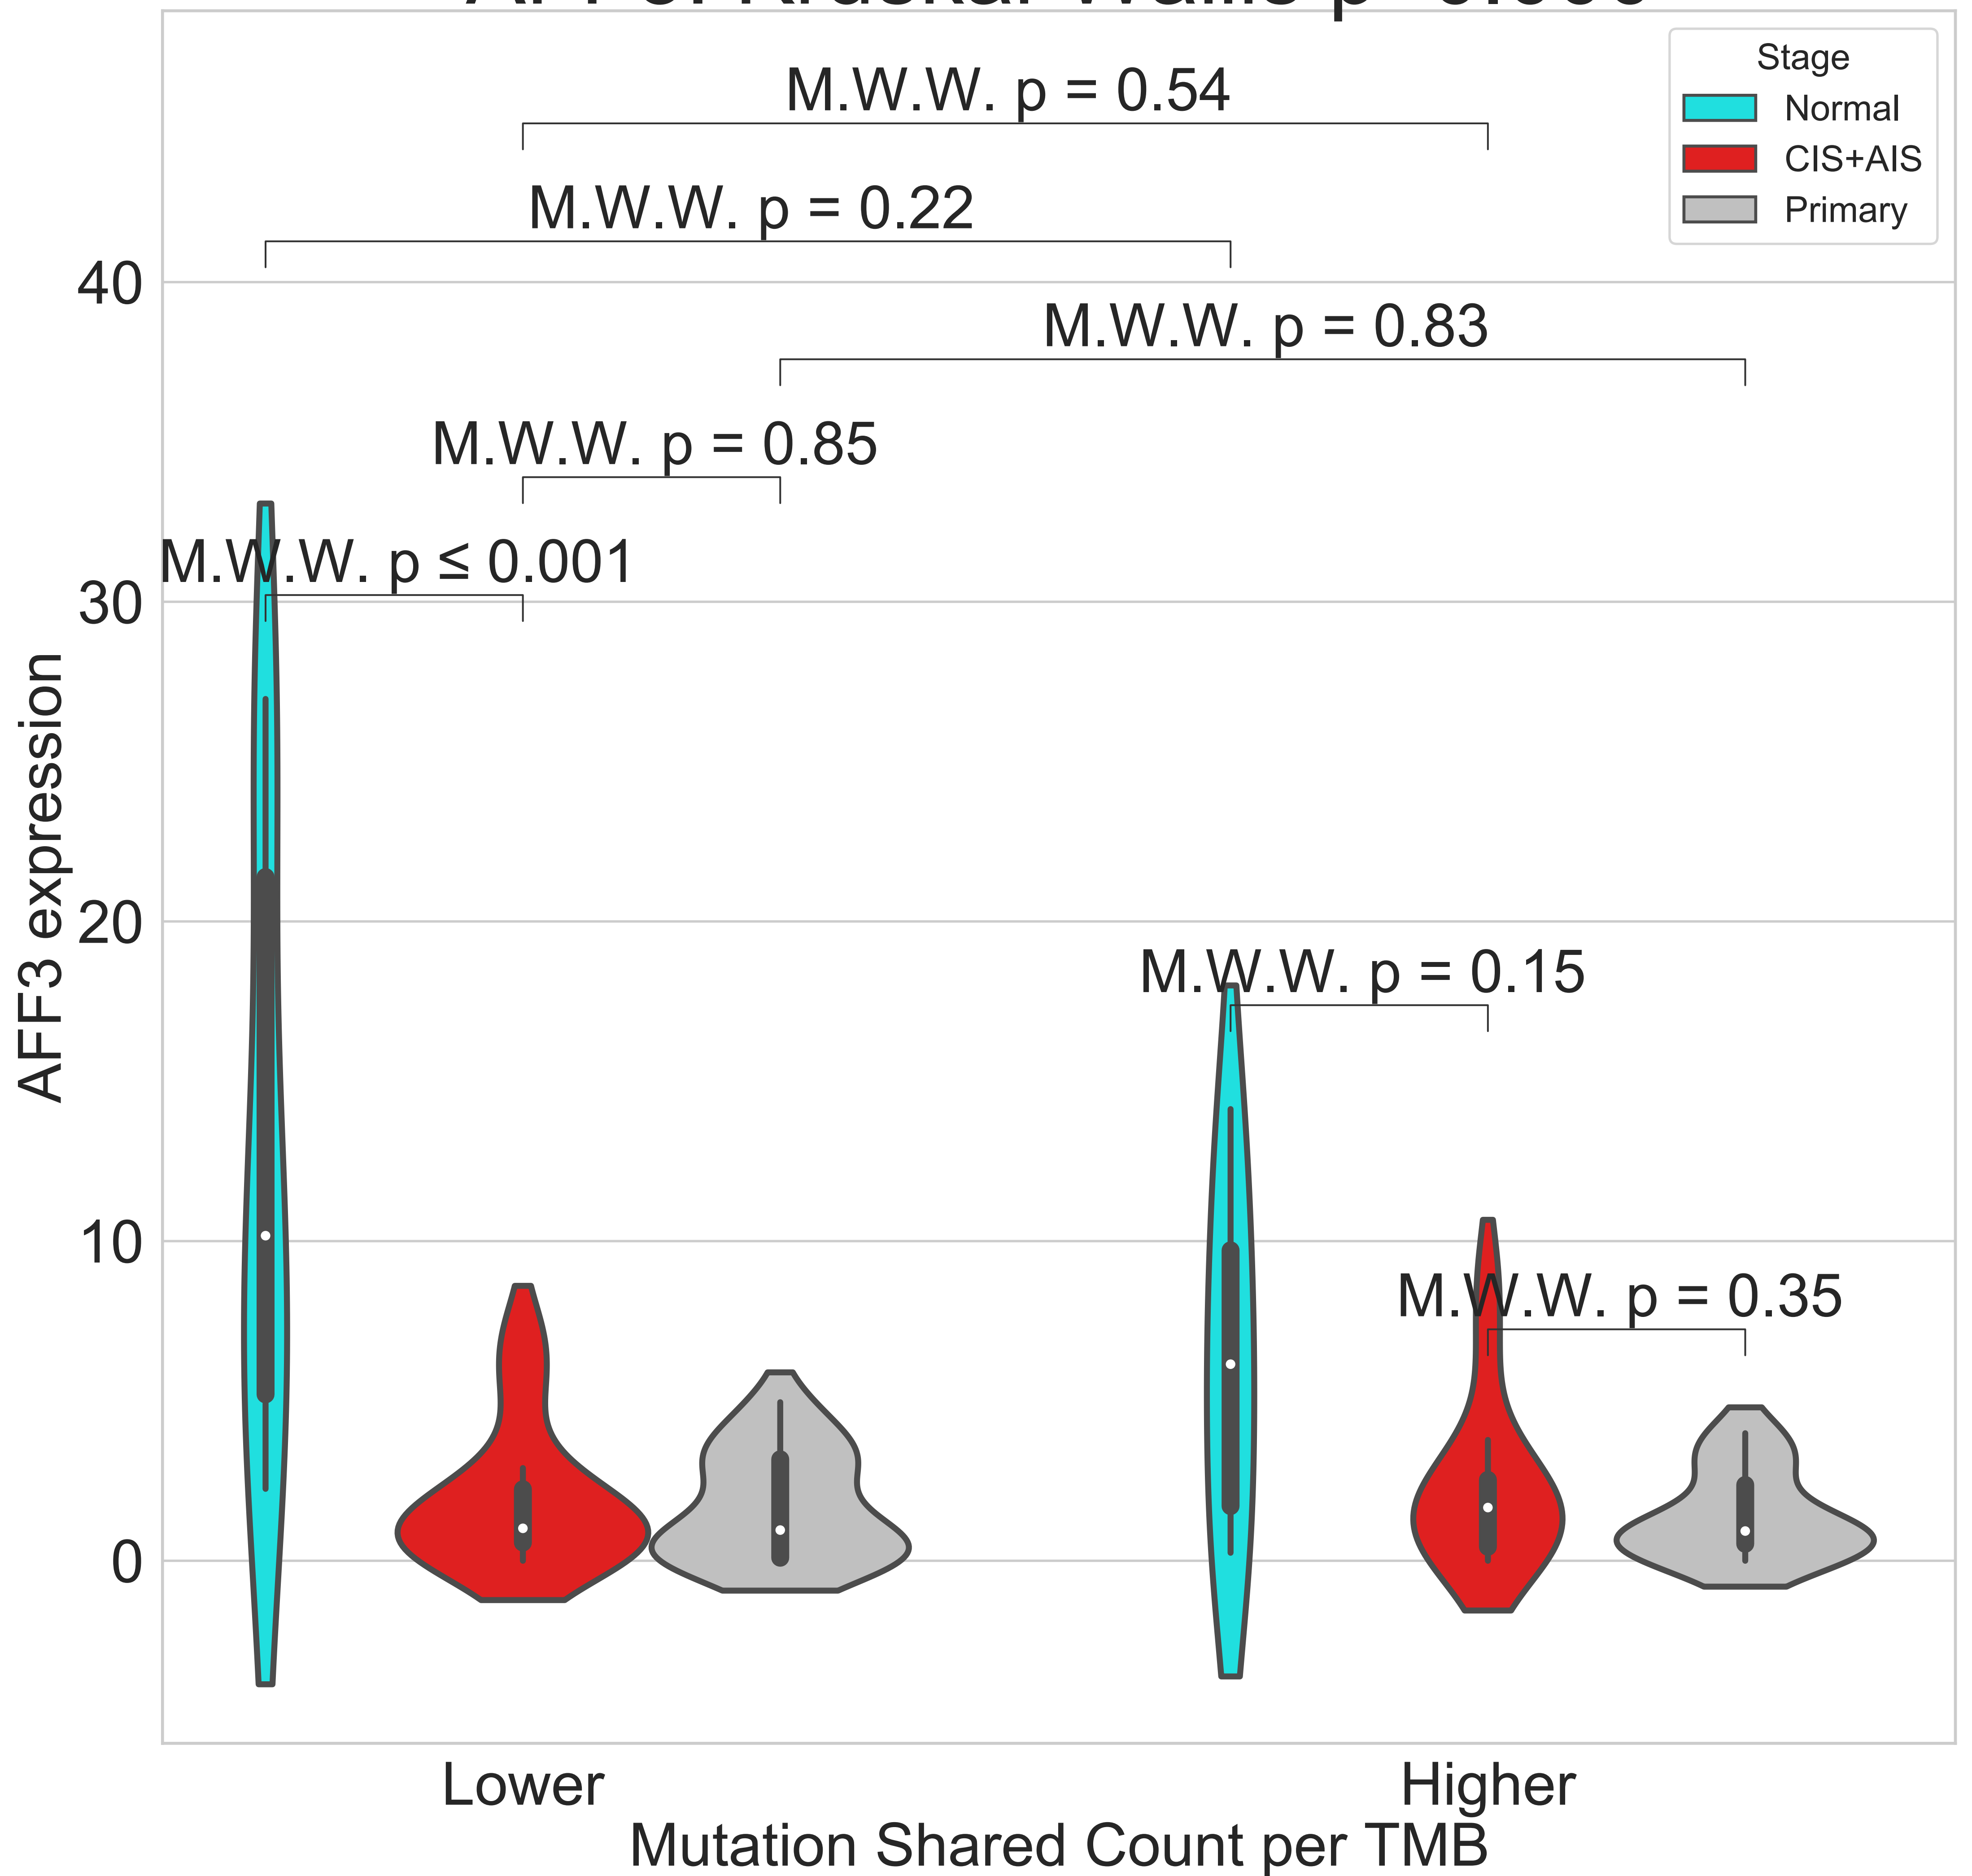 Stage
Normal
CIS+AIS
Primary
M.W.W. p = 0.54
M.W.W. p = 0.22
M.W.W. p = 0.83
M.W.W. p = 0.85
M.W.W. p ≤ 0.001
M.W.W. p = 0.15
M.W.W. p = 0.35
40
30
20
10
0
AFF3 expression
Lower
Higher
Mutation Shared Count per TMB